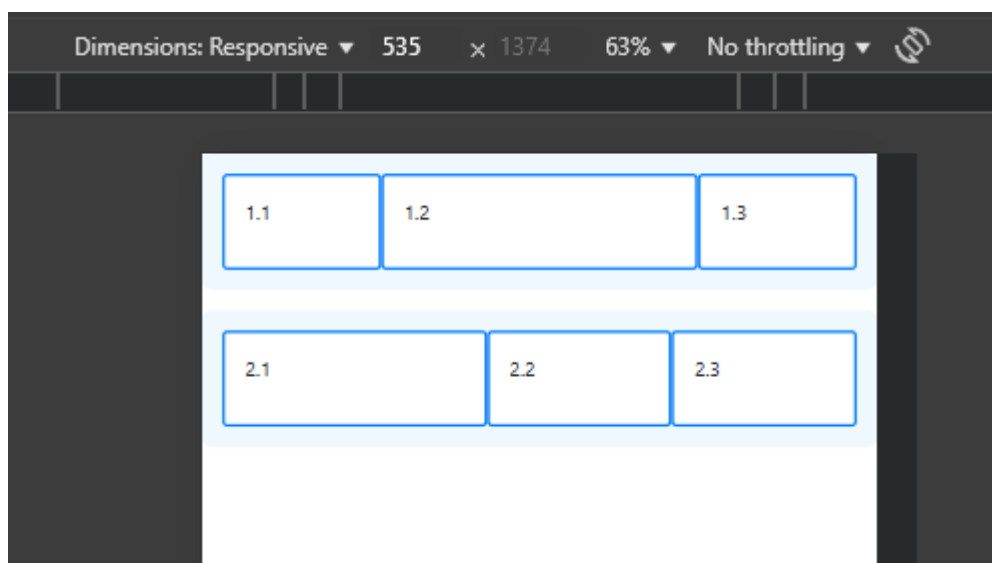 Dimensions: Responsive ▼ 535 × 1374 63% ▼ No throttling ▼
1.1 1.2 1.3
2.1 2.2 2.3